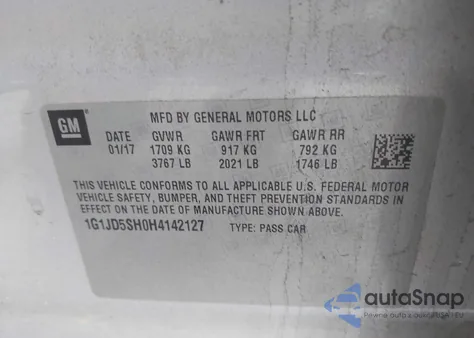 GM
MFD BY GENERAL MOTORS LLC
DATE GVWR GAWR FRT GAWR RR
01/17 1709 KG 917 KG 792 KG
3767 LB 2021 LB 1746 LB
THIS VEHICLE CONFORMS TO ALL APPLICABLE U.S. FEDERAL MOTOR
VEHICLE SAFETY, BUMPER, AND THEFT PREVENTION STANDARDS IN
EFFECT ON THE DATE OF MANUFACTURE SHOWN ABOVE.
1G1JD5SH0H4142127 TYPE: PASS CAR
autoSnap